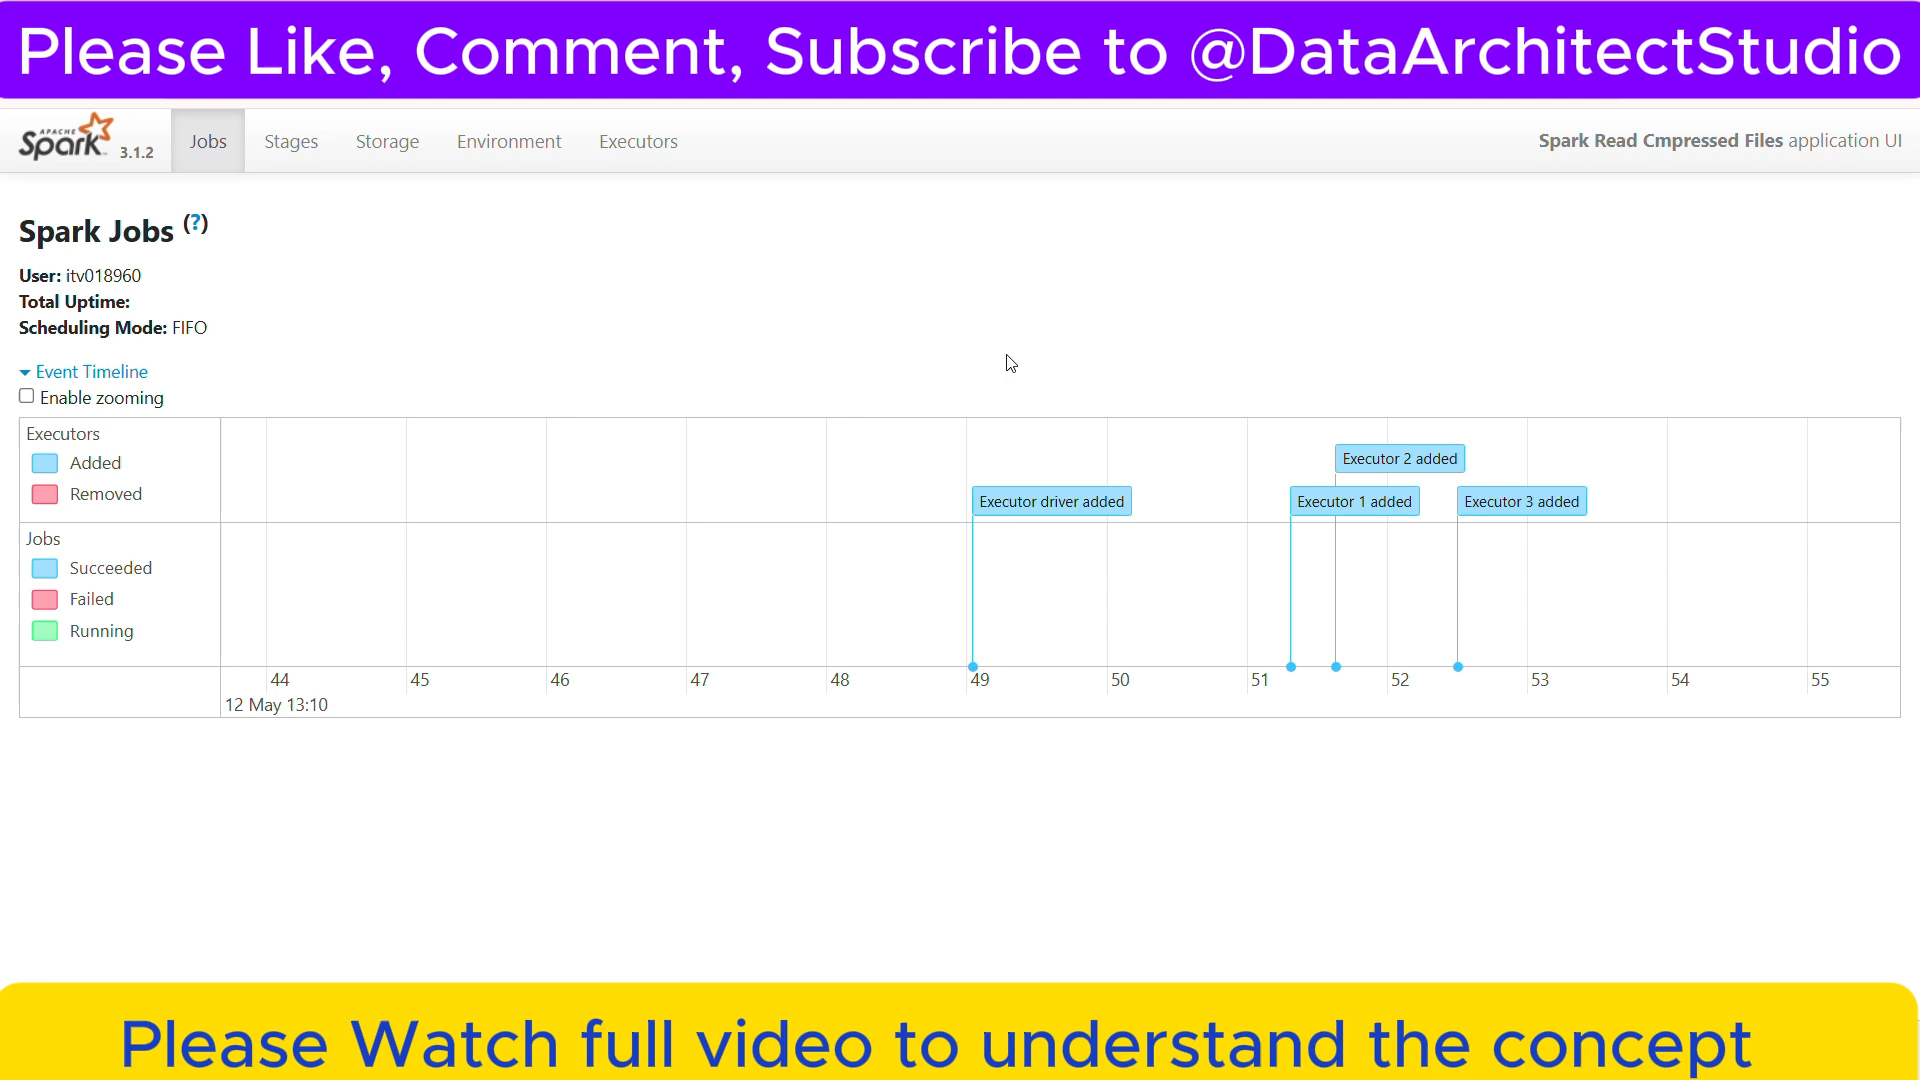 Please Like, Comment, Subscribe to @DataArchitectStudio
APACHE Spark 3.1.2 Jobs Stages Storage Environment Executors Spark Read Cmpressed Files application UI
Spark Jobs (?)
User: itv018960
Total Uptime:
Scheduling Mode: FIFO
Event Timeline
Enable zooming
Executors
Added
Removed
Executor 2 added
Executor driver added Executor 1 added Executor 3 added
Jobs
Succeeded
Failed
Running
44 45 46 47 48 49 50 51 52 53 54 55
12 May 13:10
Please Watch full video to understand the concept